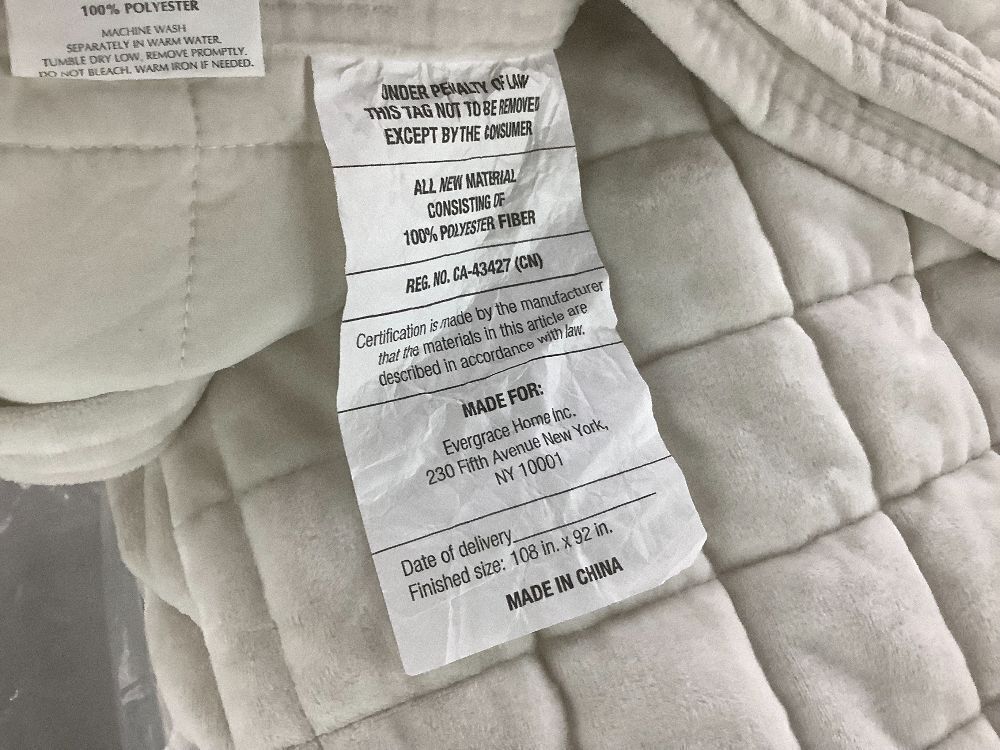 100% POLYESTER
MACHINE WASH
SEPARATELY IN WARM WATER.
TUMBLE DRY LOW, REMOVE PROMPTLY.
DO NOT BLEACH. WARM IRON IF NEEDED.
UNDER PENALTY OF LAW
THIS TAG NOT TO BE REMOVED
EXCEPT BY THE CONSUMER
ALL NEW MATERIAL
CONSISTING OF
100% POLYESTER FIBER
REG. NO. CA-43427 (CN)
Certification is made by the manufacturer
that the materials in this article are
described in accordance with law.
MADE FOR:
Evergrace Home Inc.
230 Fifth Avenue New York,
NY 10001
Date of delivery
Finished size: 108 in. x 92 in.
MADE IN CHINA